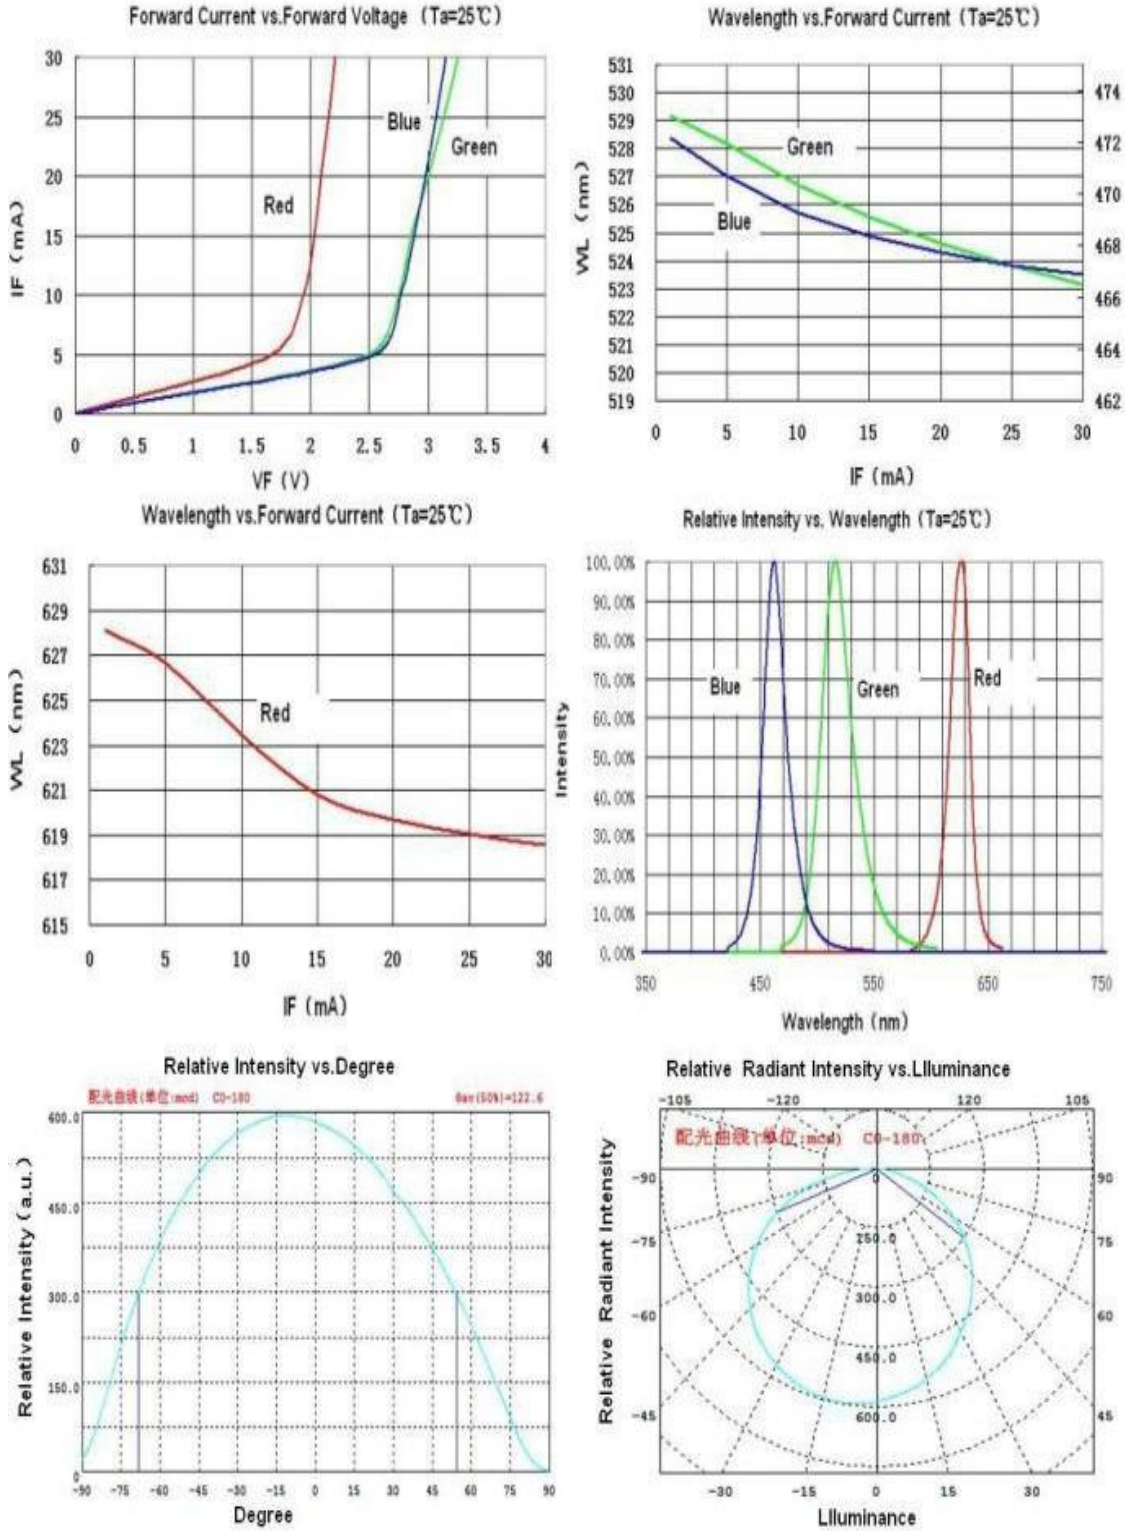 Forward Current vs.Forward Voltage (Ta=25℃)
30
25
20
15
10
5
0
IF (mA)
Blue
Green
Red
0 0.5 1 1.5 2 2.5 3 3.5 4
VF (V)
Wavelength vs.Forward Current (Ta=25℃)
531
530
529
528
527
526
525
524
523
522
521
520
519
WL (nm)
Green
Blue
474
472
470
468
466
464
462
0 5 10 15 20 25 30
IF (mA)
Wavelength vs.Forward Current (Ta=25℃)
631
629
627
625
623
621
619
617
615
WL (nm)
Red
0 5 10 15 20 25 30
IF (mA)
Relative Intensity vs. Wavelength (Ta=25℃)
100.00%
90.00%
80.00%
70.00%
60.00%
50.00%
40.00%
30.00%
20.00%
10.00%
0.00%
Intensity
Blue
Green
Red
350 450 550 650 750
Wavelength (nm)
Relative Intensity vs.Degree
配光曲线(单位:mcd) C0-180
θav(50%)=122.6
600.0
450.0
300.0
150.0
0
Relative Intensity (a.u.)
-90 -75 -60 -45 -30 -15 0 15 30 45 60 75 90
Degree
Relative Radiant Intensity vs.LIluminance
-105 -120 120 105
配光曲线(单位:mcd) C0-180
-90 0 90
-75 75
-60 60
-45 45
250.0
300.0
450.0
600.0
Relative Radiant Intensity
-30 -15 0 15 30
LIluminance